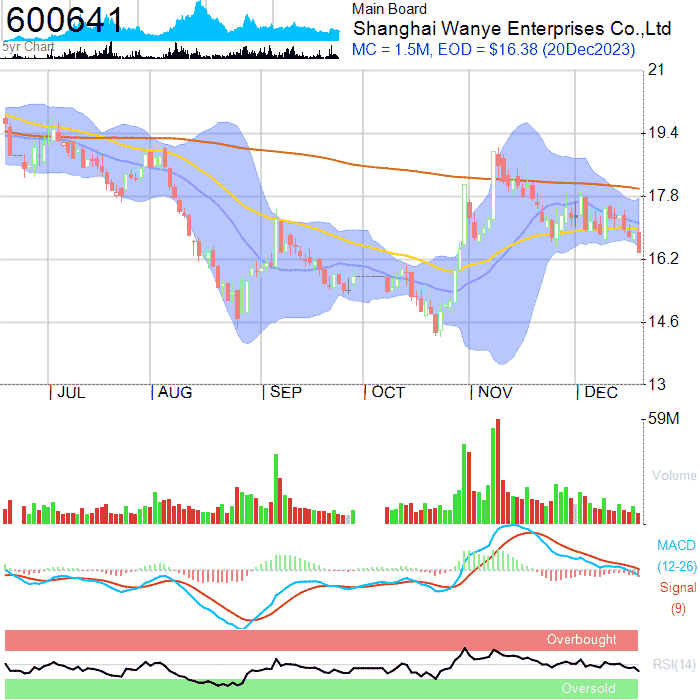 600641
Main Board
Shanghai Wanye Enterprises Co.,Ltd
5yr Chart
MC = 1.5M, EOD = $16.38 (20Dec2023)
21
19.4
17.8
16.2
14.6
13
JUL AUG SEP OCT NOV DEC
59M
Volume
MACD
(12-26)
Signal
(9)
Overbought
RSI(14)
Oversold